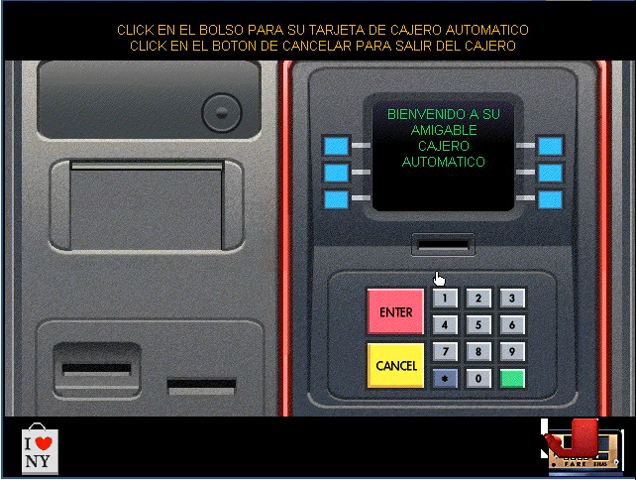 CLICK EN EL BOLSO PARA SU TARJETA DE CAJERO AUTOMATICO
CLICK EN EL BOTON DE CANCELAR PARA SALIR DEL CAJERO
BIENVENIDO A SU
AMIGABLE
CAJERO
AUTOMATICO
ENTER
1 2 3
4 5 6
CANCEL
7 8 9
* 0
I ♥
NY
FARE